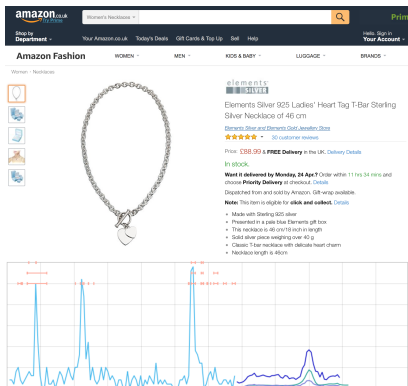 amazon.co.uk
Try Prime
Women's Necklaces
Prim
Shop by
Department
Your Amazon.co.uk Today's Deals Gift Cards & Top Up Sell Help
Hello. Sign in
Your Account
Amazon Fashion WOMEN MEN KIDS & BABY LUGGAGE BRANDS
Women › Necklaces
elements
SILVER
Elements Silver 925 Ladies' Heart Tag T-Bar Sterling
Silver Necklace of 46 cm
Elements Silver and Elements Gold Jewellery Store
30 customer reviews
Price: £88.99 & FREE Delivery in the UK. Delivery Details
In stock.
Want it delivered by Monday, 24 Apr.? Order within 11 hrs 34 mins and
choose Priority Delivery at checkout. Details
Dispatched from and sold by Amazon. Gift-wrap available.
Note: This item is eligible for click and collect. Details
Made with Sterling 925 silver
Presented in a pale blue Elements gift box
This necklace is 46 cm/18 inch in length
Solid silver piece weighing over 40 g
Classic T-bar necklace with delicate heart charm
Necklace length is 46cm